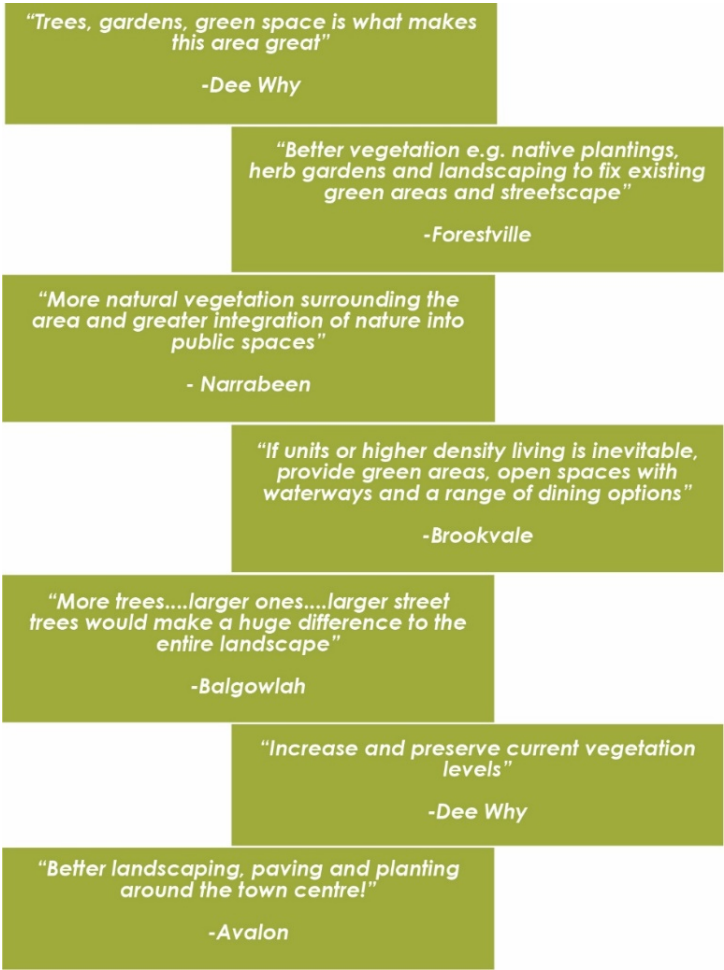 “Trees, gardens, green space is what makes
this area great”
-Dee Why
“Better vegetation e.g. native plantings,
herb gardens and landscaping to fix existing
green areas and streetscape”
-Forestville
“More natural vegetation surrounding the
area and greater integration of nature into
public spaces”
- Narrabeen
“If units or higher density living is inevitable,
provide green areas, open spaces with
waterways and a range of dining options”
-Brookvale
“More trees....larger ones....larger street
trees would make a huge difference to the
entire landscape”
-Balgowlah
“Increase and preserve current vegetation
levels”
-Dee Why
“Better landscaping, paving and planting
around the town centre!”
-Avalon